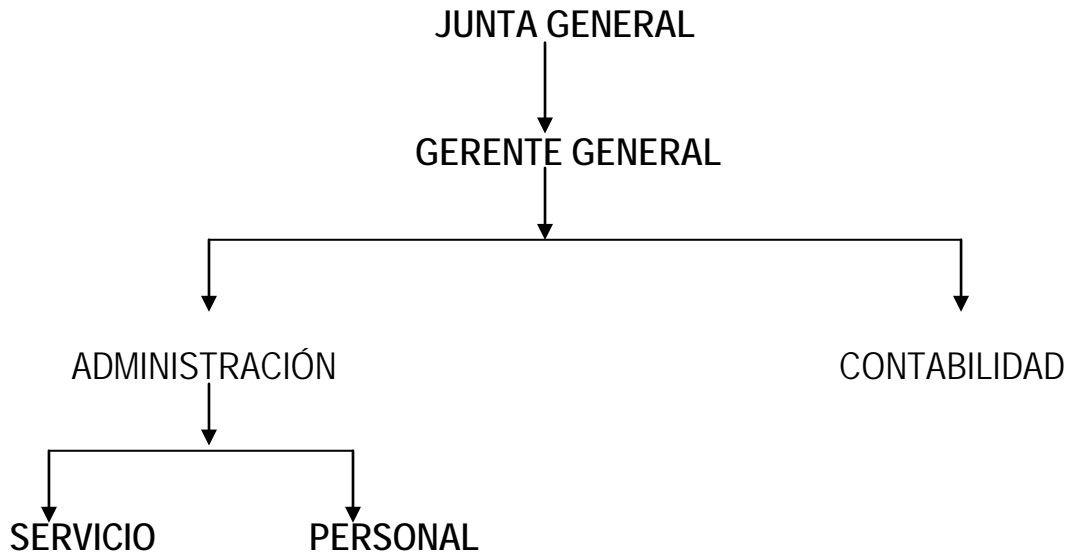 JUNTA GENERAL
GERENTE GENERAL
ADMINISTRACIÓN
CONTABILIDAD
SERVICIO
PERSONAL